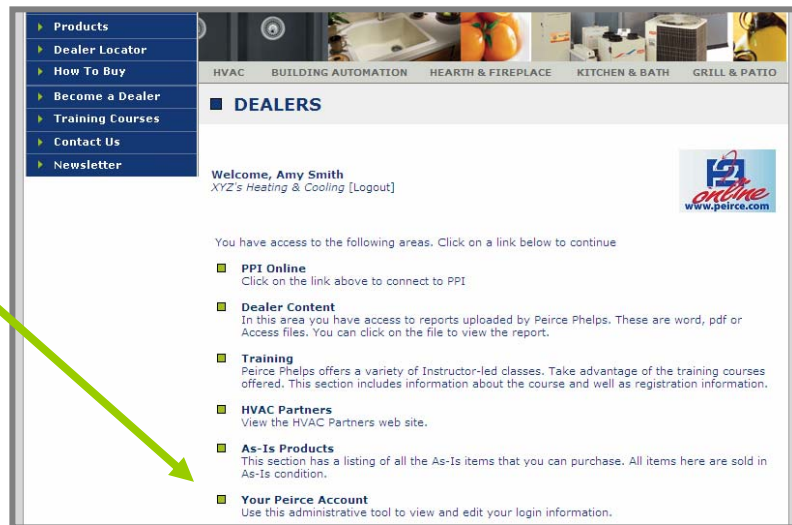 Products
Dealer Locator
How To Buy
Become a Dealer
Training Courses
Contact Us
Newsletter
HVAC BUILDING AUTOMATION HEARTH & FIREPLACE KITCHEN & BATH GRILL & PATIO
DEALERS
Welcome, Amy Smith
XYZ's Heating & Cooling [Logout]
P2
online
www.peirce.com
You have access to the following areas. Click on a link below to continue
PPI Online
Click on the link above to connect to PPI
Dealer Content
In this area you have access to reports uploaded by Peirce Phelps. These are word, pdf or
Access files. You can click on the file to view the report.
Training
Peirce Phelps offers a variety of Instructor-led classes. Take advantage of the training courses
offered. This section includes information about the course and well as registration information.
HVAC Partners
View the HVAC Partners web site.
As-Is Products
This section has a listing of all the As-Is items that you can purchase. All items here are sold in
As-Is condition.
Your Peirce Account
Use this administrative tool to view and edit your login information.